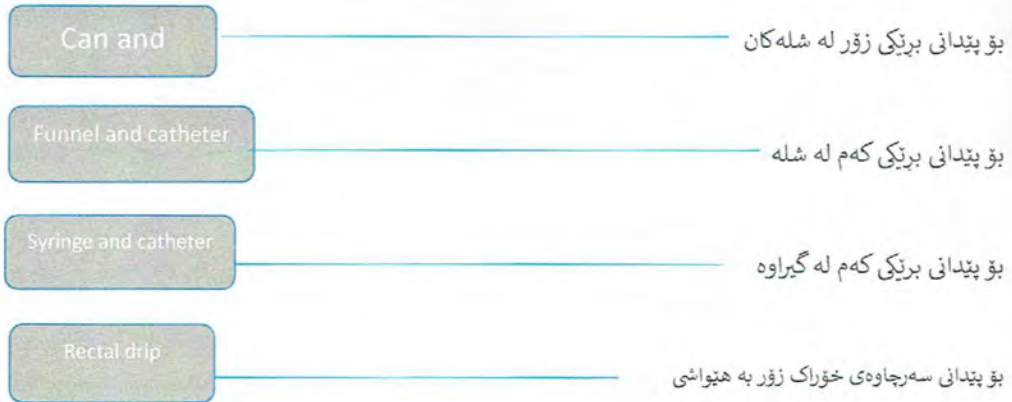 Can and
بۆ پێدانی بڕێکی زۆر لە شلەکان
Funnel and catheter
بۆ پێدانی بڕێکی کەم لە شلە
Syringe and catheter
بۆ پێدانی بڕێکی کەم لە گیراوە
Rectal drip
بۆ پێدانی سەرچاوەی خۆراک زۆر بە هێواشی